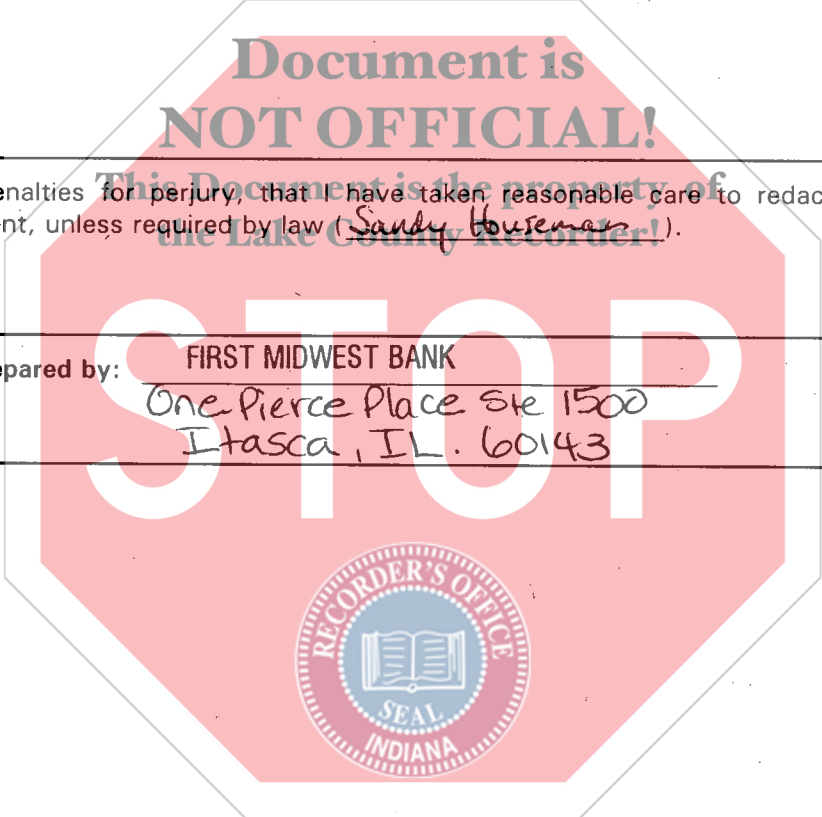 Document is
NOT OFFICIAL!
This Document is the property of
the Lake County Recorder!
enalties for perjury, that I have taken reasonable care to redac
nt, unless required by law ( Sandy Houseman ).
epared by: FIRST MIDWEST BANK
One Pierce Place Ste 1500
Itasca, IL. 60143
STOP
RECORDER'S OFFICE
SEAL
INDIANA